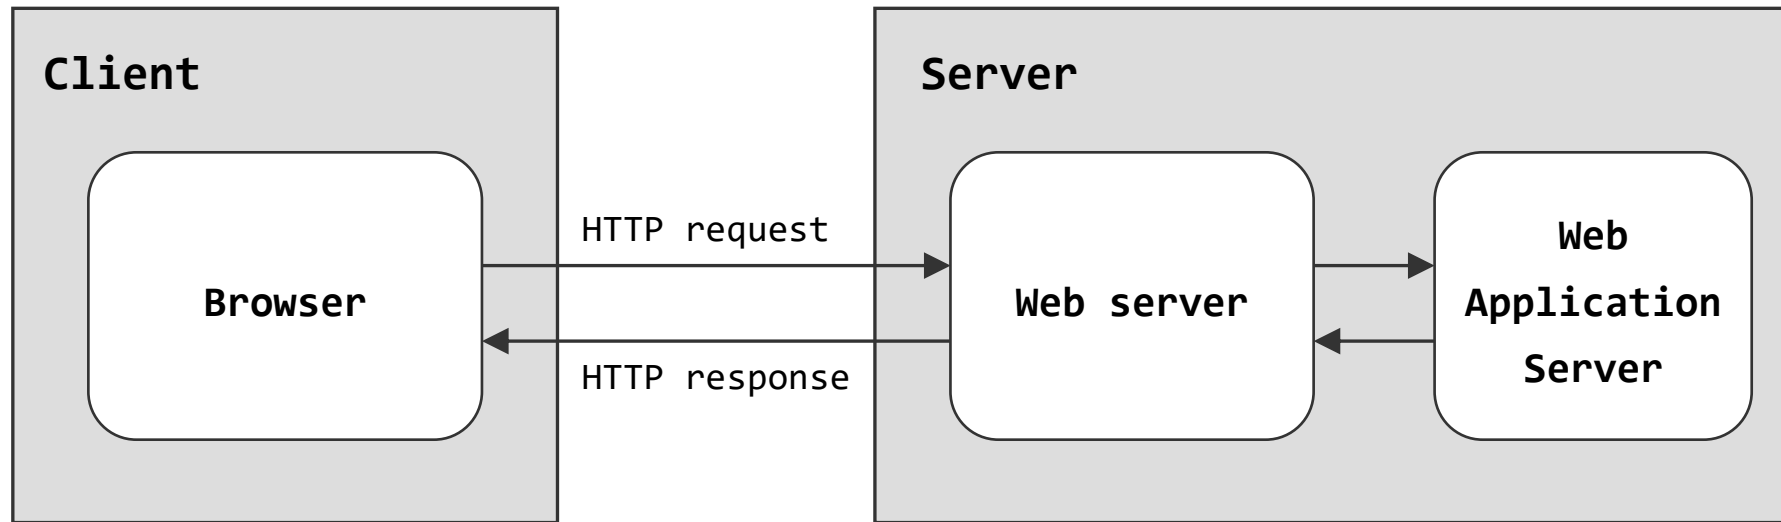 Client
Server
Browser
HTTP request
HTTP response
Web server
Web
Application
Server